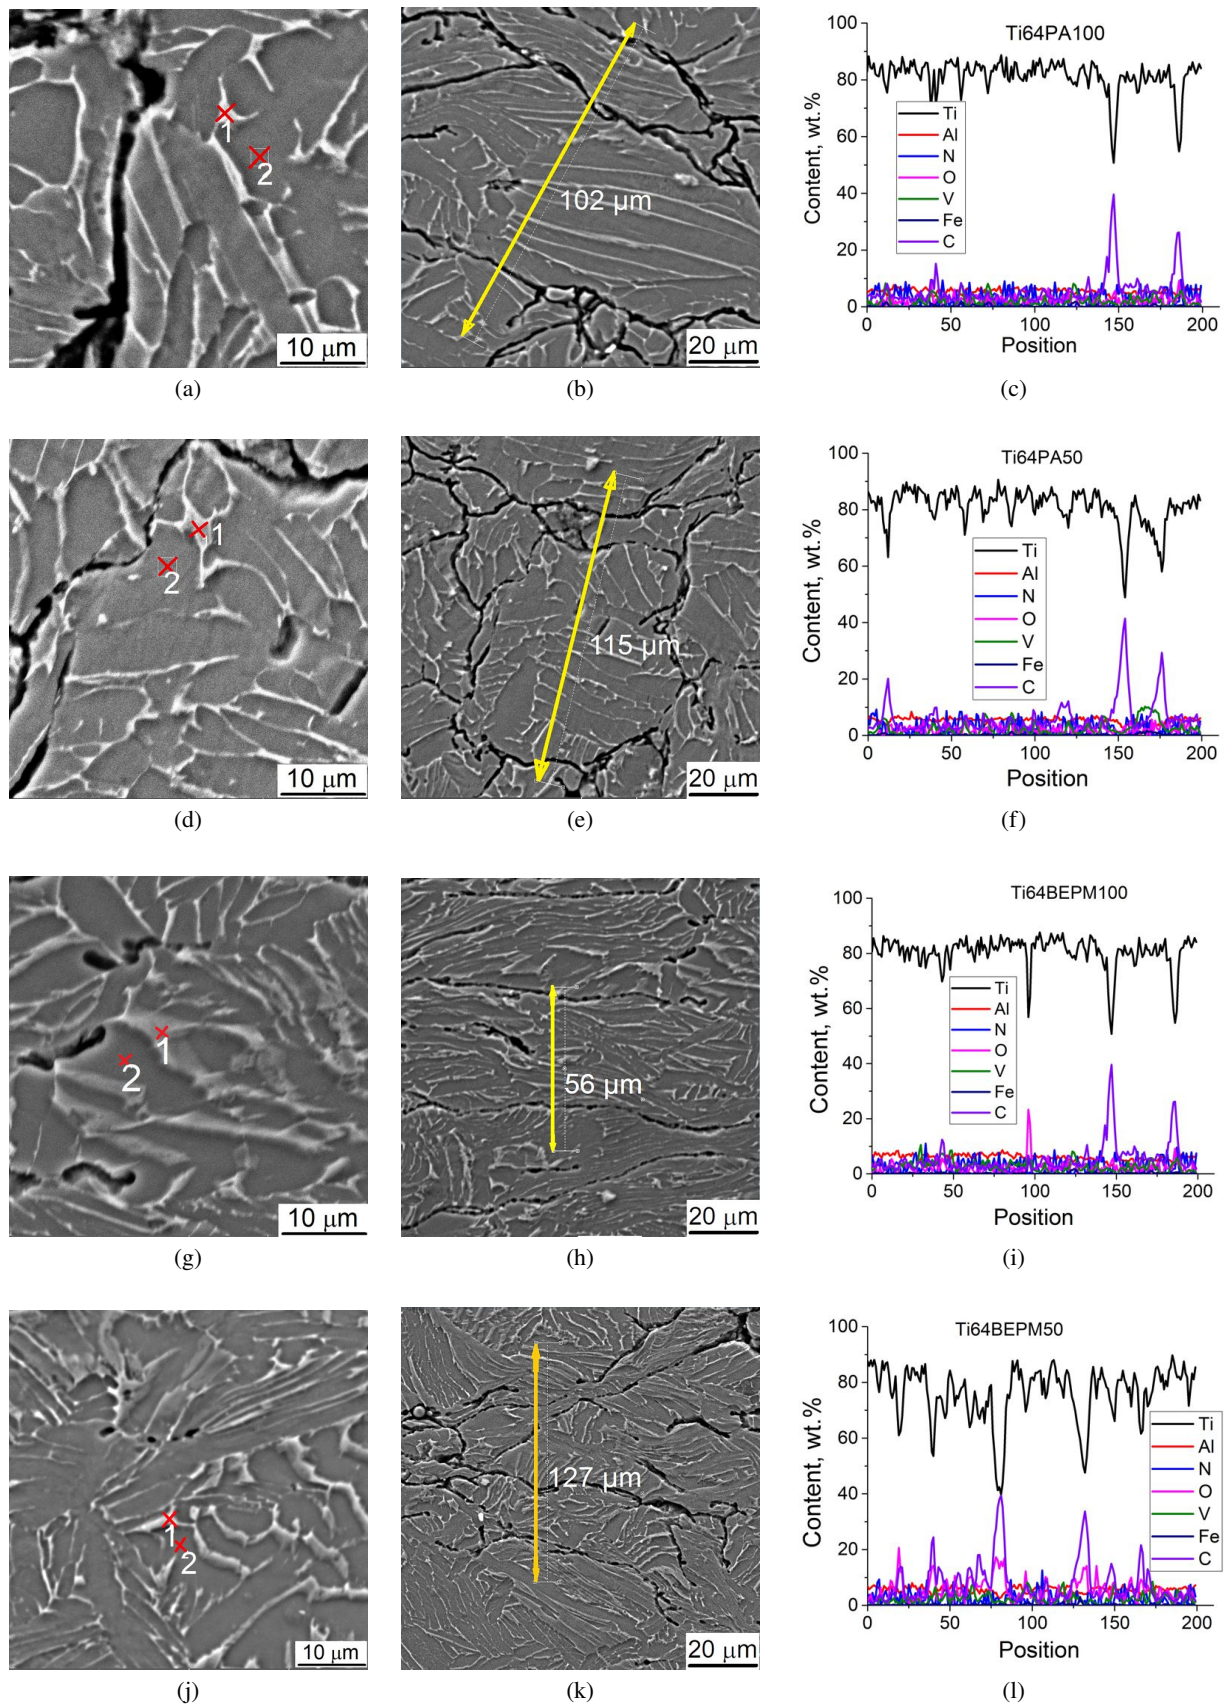 1
2
10 μm
(a)
102 μm
20 μm
(b)
Ti64PA100
Content, wt.%
100
80
60
40
20
0
Ti
Al
N
O
V
Fe
C
0 50 100 150 200
Position
(c)
1
2
10 μm
(d)
115 μm
20 μm
(e)
Ti64PA50
Content, wt.%
100
80
60
40
20
0
Ti
Al
N
O
V
Fe
C
0 50 100 150 200
Position
(f)
1
2
10 μm
(g)
56 μm
20 μm
(h)
Ti64BEPM100
Content, wt.%
100
80
60
40
20
0
Ti
Al
N
O
V
Fe
C
0 50 100 150 200
Position
(i)
1
2
10 μm
(j)
127 μm
20 μm
(k)
Ti64BEPM50
Content, wt.%
100
80
60
40
20
0
Ti
Al
N
O
V
Fe
C
0 25 50 75 100 125 150 175 200
Position
(l)